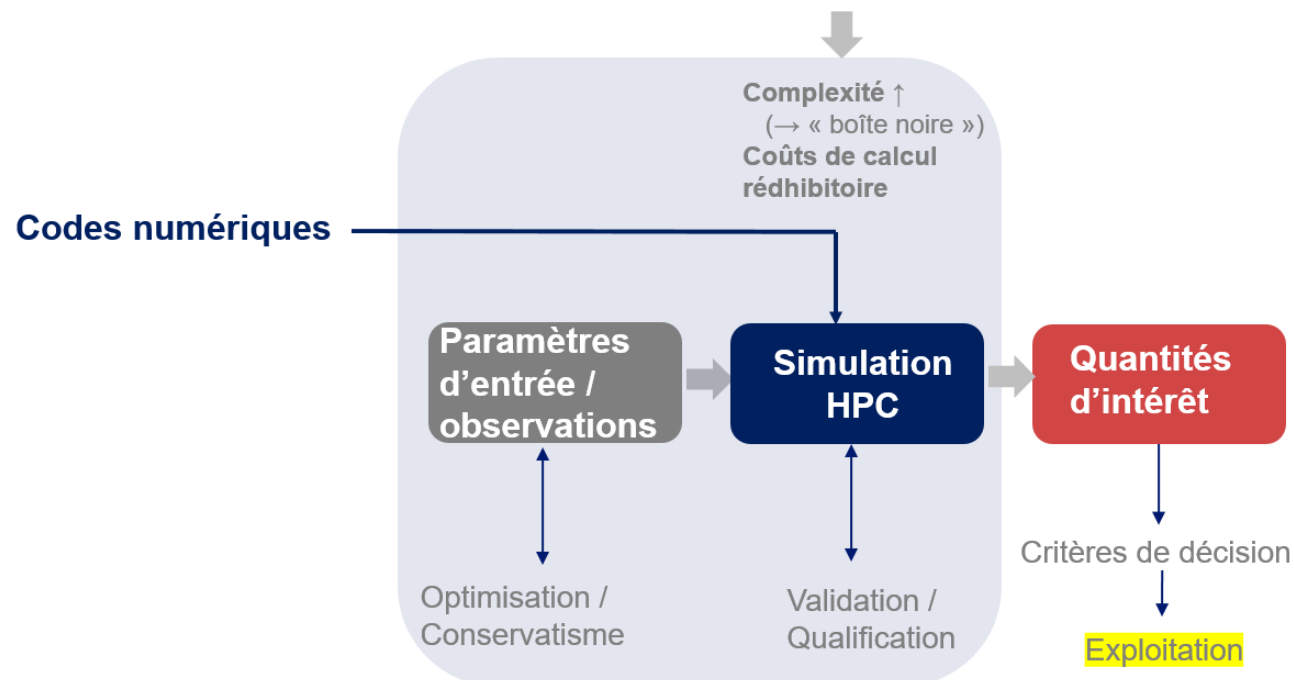 Complexité ↑
(→ « boîte noire »)
Coûts de calcul
rédhibitoire
Codes numériques
Paramètres
d’entrée /
observations
Simulation
HPC
Quantités
d’intérêt
Optimisation /
Conservatisme
Validation /
Qualification
Critères de décision
Exploitation